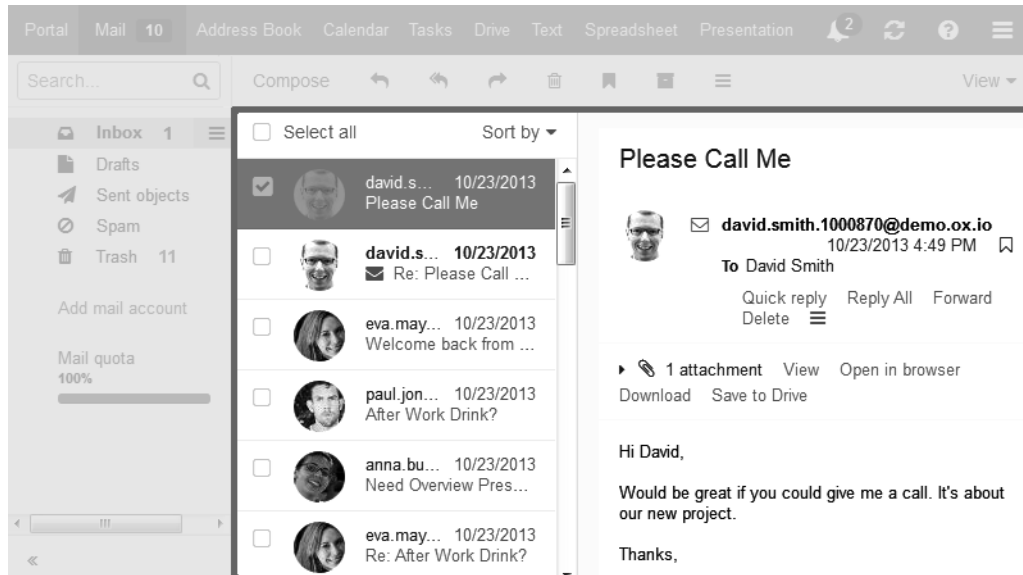 Portal Mail 10 Address Book Calendar Tasks Drive Text Spreadsheet Presentation 2
Search... Compose View
Inbox 1
Drafts
Sent objects
Spam
Trash 11
Add mail account
Mail quota
100%
Select all Sort by
david.s... 10/23/2013
Please Call Me
david.s... 10/23/2013
Re: Please Call ...
eva.may... 10/23/2013
Welcome back from ...
paul.jon... 10/23/2013
After Work Drink?
anna.bu... 10/23/2013
Need Overview Pres...
eva.may... 10/23/2013
Re: After Work Drink?
Please Call Me
david.smith.1000870@demo.ox.io
10/23/2013 4:49 PM
To David Smith
Quick reply Reply All Forward
Delete
1 attachment View Open in browser
Download Save to Drive
Hi David,
Would be great if you could give me a call. It's about
our new project.
Thanks,